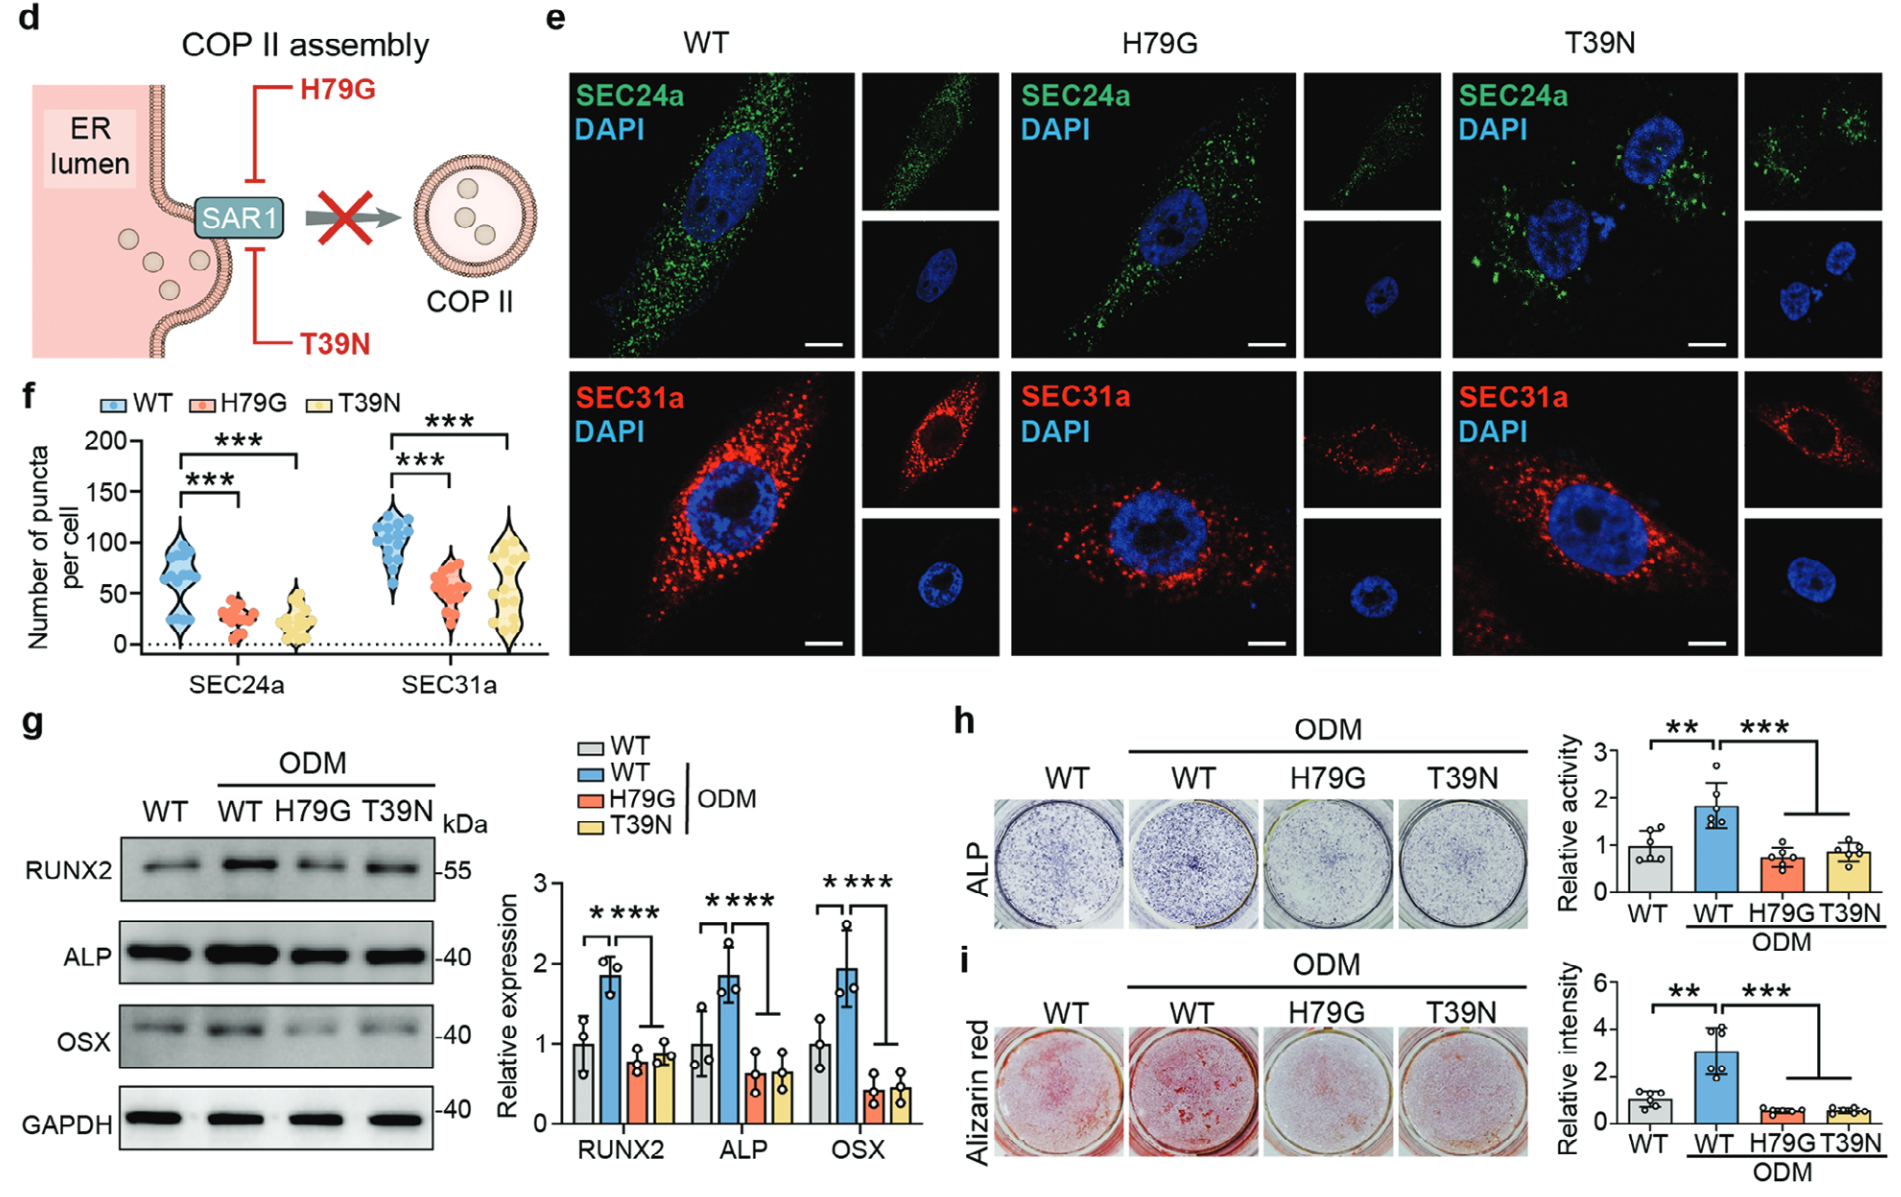 d
COP II assembly
H79G
ER
lumen
SAR1
COP II
T39N
e
WT
H79G
T39N
SEC24a
DAPI
SEC24a
DAPI
SEC24a
DAPI
SEC31a
DAPI
SEC31a
DAPI
SEC31a
DAPI
f
WT H79G T39N
Number of puncta
per cell
200
150
100
50
0
***
***
***
***
SEC24a
SEC31a
g
ODM
WT WT H79G T39N
kDa
RUNX2
-55
ALP
-40
OSX
-40
GAPDH
-40
WT
WT
H79G
T39N
ODM
Relative expression
3
2
1
0
* ****
* ****
* ****
RUNX2 ALP OSX
h
ODM
WT WT H79G T39N
ALP
Relative activity
3
2
1
0
** ***
WT WT H79G T39N
ODM
i
ODM
WT WT H79G T39N
Alizarin red
Relative intensity
6
4
2
0
** ***
WT WT H79G T39N
ODM